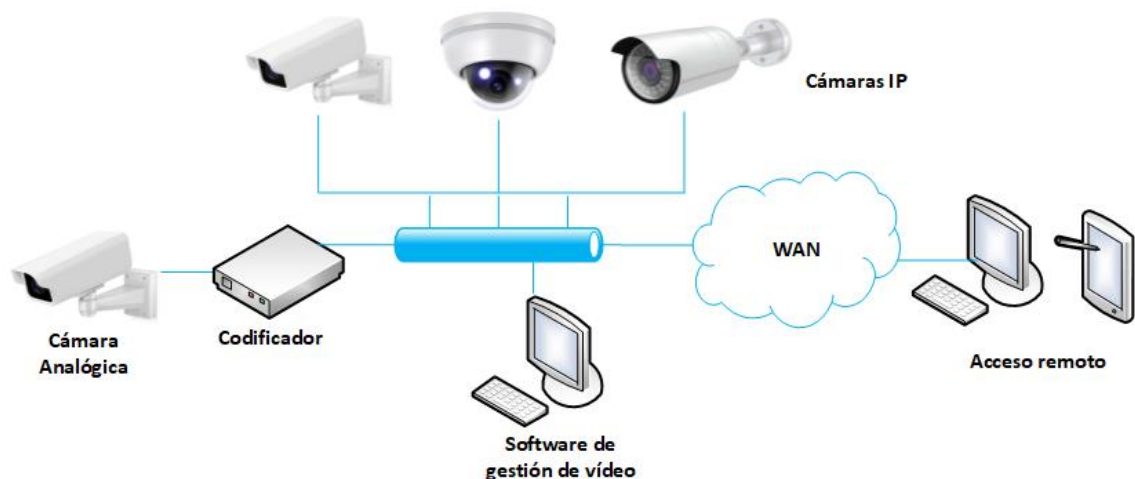 Cámaras IP
WAN
Cámara
Analógica
Codificador
Acceso remoto
Software de
gestión de vídeo